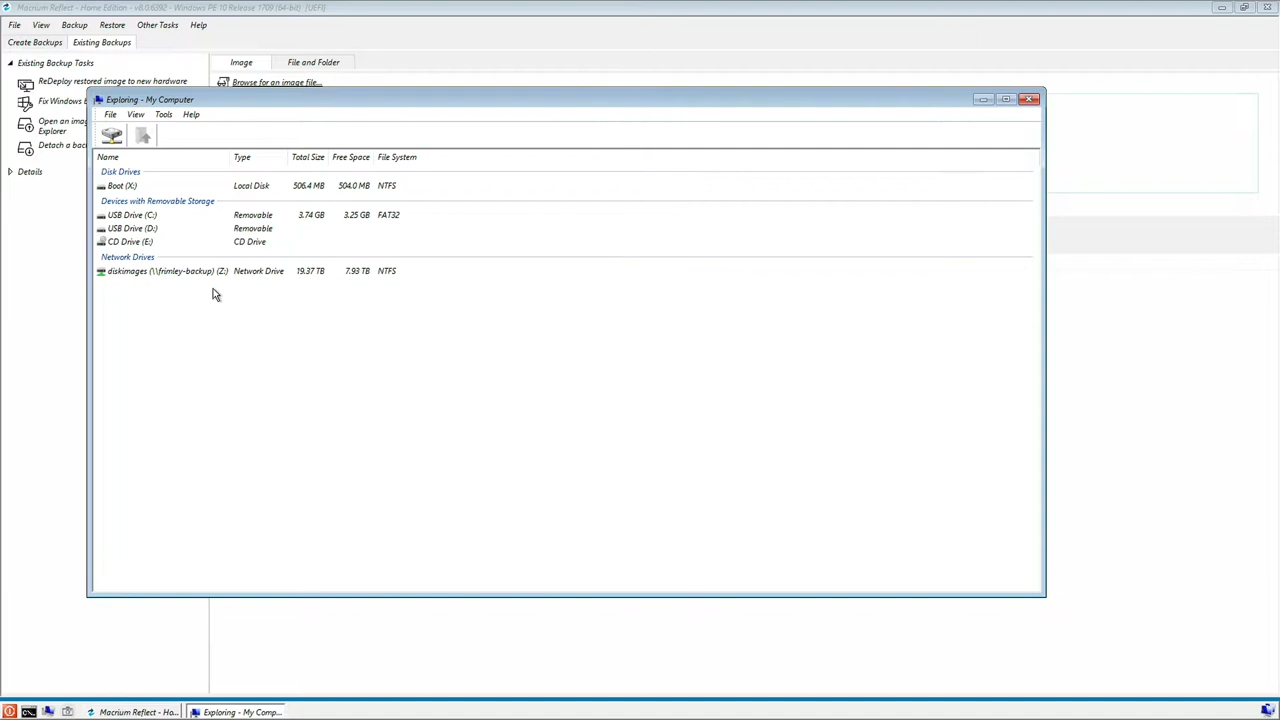 Macrium Reflect - Home Edition - v8.0.6392 - Windows PE 10 Release 1709 (64-bit) [UEFI]
File View Backup Restore Other Tasks Help
Create Backups Existing Backups
Existing Backup Tasks
ReDeploy restored image to new hardware
Fix Windows b
Open an imag
Explorer
Detach a bac
Details
Image File and Folder
Browse for an image file...
Exploring - My Computer
File View Tools Help
Name Type Total Size Free Space File System
Disk Drives
Boot (X:) Local Disk 506.4 MB 504.0 MB NTFS
Devices with Removable Storage
USB Drive (C:) Removable 3.74 GB 3.25 GB FAT32
USB Drive (D:) Removable
CD Drive (E:) CD Drive
Network Drives
diskimages (\\frimley-backup) (Z:) Network Drive 19.37 TB 7.93 TB NTFS
Macrium Reflect - Ho... Exploring - My Comp...